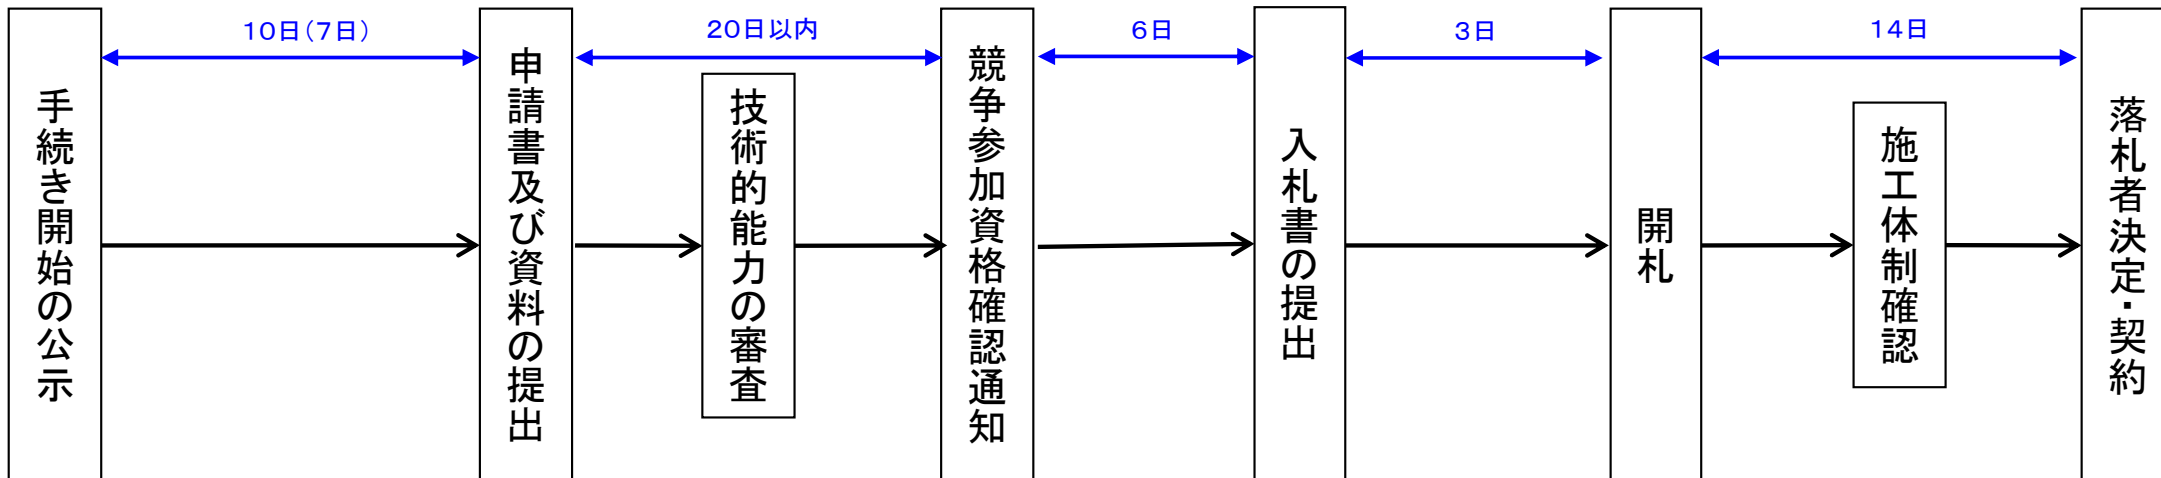 10日(7日)
20日以内
6日
3日
14日
手続き開始の公示
申請書及び資料の提出
技術的能力の審査
競争参加資格確認通知
入札書の提出
開札
施工体制確認
落札者決定・契約